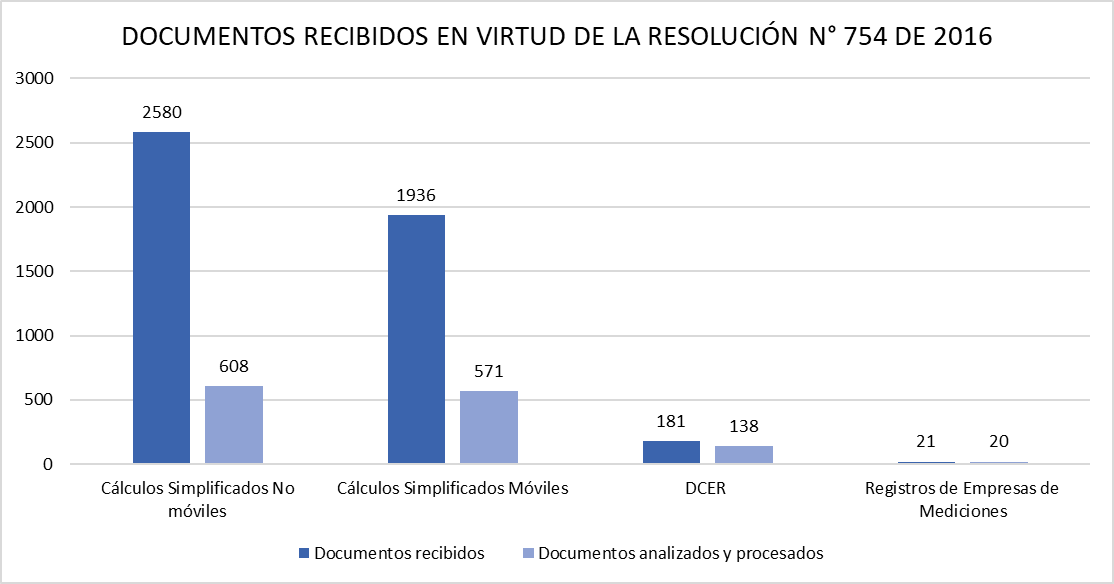 DOCUMENTOS RECIBIDOS EN VIRTUD DE LA RESOLUCIÓN N° 754 DE 2016
3000
2500
2000
1500
1000
500
0
2580
608
1936
571
181
138
21
20
Cálculos Simplificados No
móviles
Cálculos Simplificados Móviles
DCER
Registros de Empresas de
Mediciones
Documentos recibidos
Documentos analizados y procesados